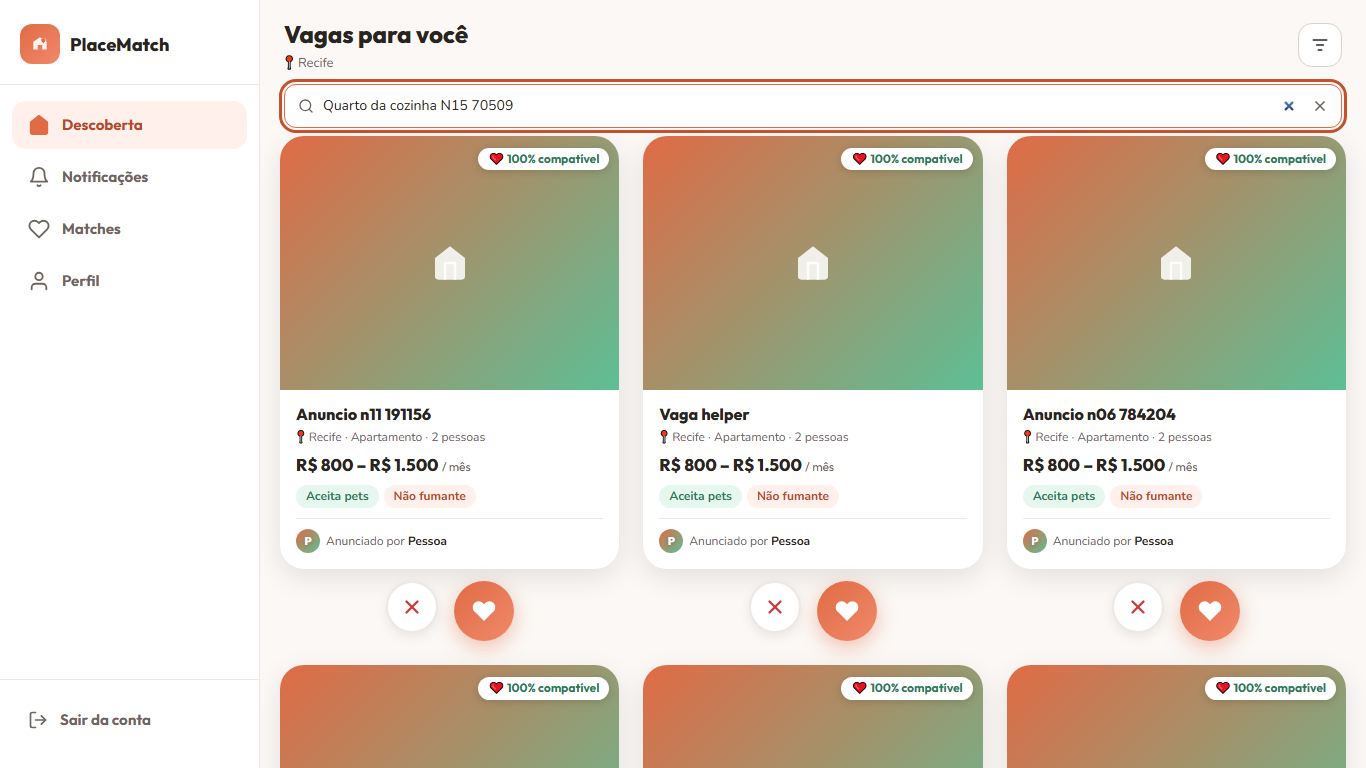 PlaceMatch
Descoberta
Notificações
Matches
Perfil
Sair da conta
Vagas para você
Recife
Quarto da cozinha N15 70509
100% compatível
100% compatível
100% compatível
Anuncio n11 191156
Recife · Apartamento · 2 pessoas
R$ 800 – R$ 1.500 / mês
Aceita pets Não fumante
P Anunciado por Pessoa
Vaga helper
Recife · Apartamento · 2 pessoas
R$ 800 – R$ 1.500 / mês
Aceita pets Não fumante
P Anunciado por Pessoa
Anuncio n06 784204
Recife · Apartamento · 2 pessoas
R$ 800 – R$ 1.500 / mês
Aceita pets Não fumante
P Anunciado por Pessoa
100% compatível
100% compatível
100% compatível